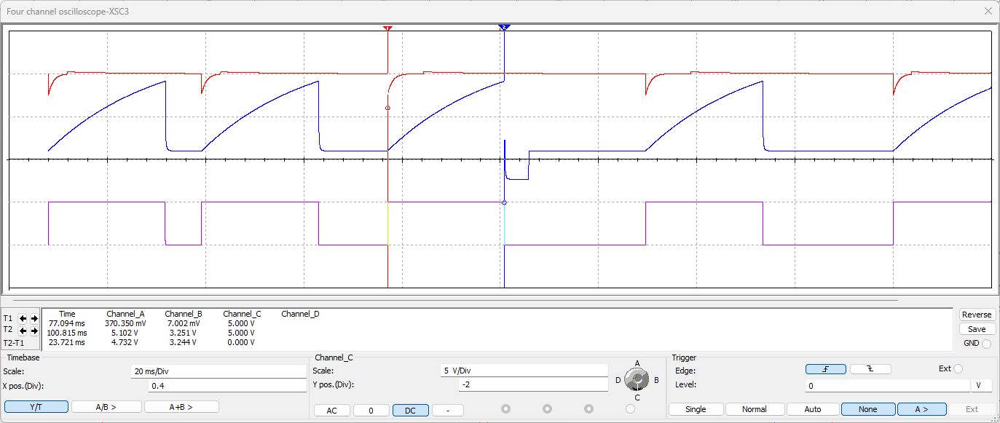 Four channel oscilloscope-XSC3
1
2
Time Channel_A Channel_B Channel_C Channel_D
T1 77.094 ms 370.350 mV 7.002 mV 5.000 V
T2 100.815 ms 5.102 V 3.251 V 5.000 V
T2-T1 23.721 ms 4.732 V 3.244 V 0.000 V
Reverse
Save
GND
Timebase
Scale: 20 ms/Div
X pos.(Div): 0.4
Y/T A/B > A+B >
Channel_C
Scale: 5 V/Div
Y pos.(Div): -2
AC 0 DC -
A
D B
C
Trigger
Edge: Ext
Level: 0 V
Single Normal Auto None A > Ext